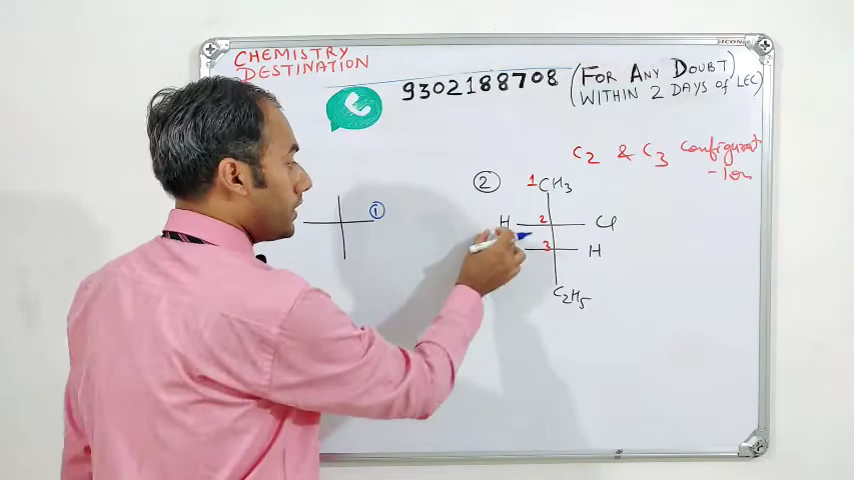 CHEMISTRY
DESTINATION
9302188708 (FOR ANY DOUBT)
(WITHIN 2 DAYS of LEC)
C2 & C3 Configurat
-ion
①
② 1 CH3
H 2 Cl
3 H
C2H5